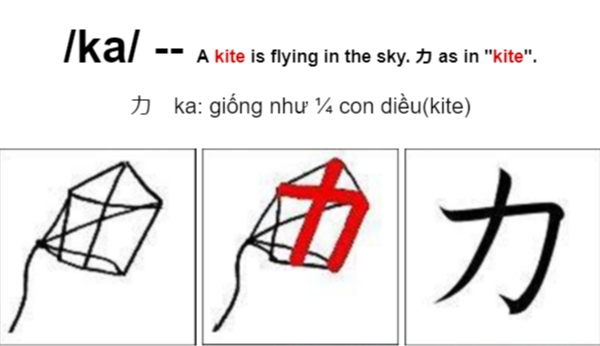 /ka/ -- A kite is flying in the sky. カ as in "kite".
カ ka: giống như ¼ con diều(kite)
カ
カ